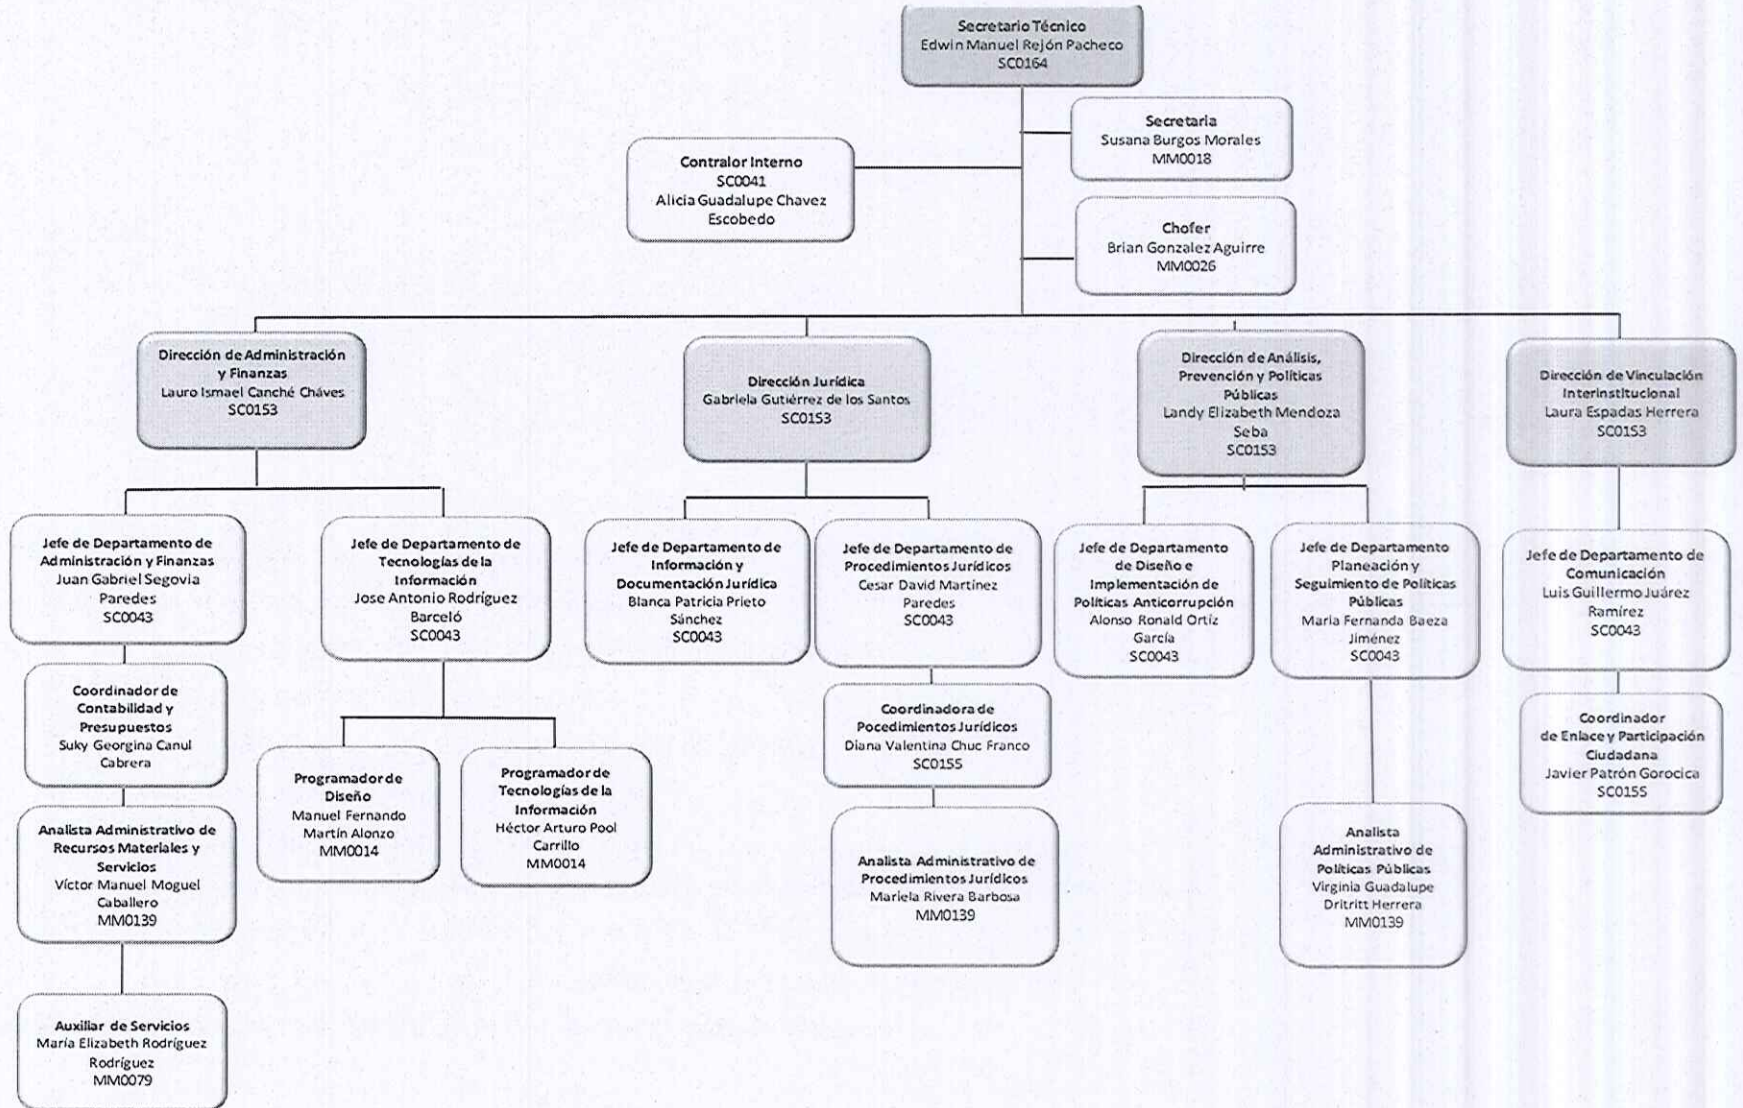 Secretario Técnico
Edwin Manuel Rejón Pacheco
SC0164
Secretaria
Susana Burgos Morales
MM0018
Contralor Interno
SC0041
Alicia Guadalupe Chavez
Escobedo
Chofer
Brian Gonzalez Aguirre
MM0026
Dirección de Administración
y Finanzas
Lauro Ismael Canché Cháves
SC0153
Dirección Jurídica
Gabriela Gutiérrez de los Santos
SC0153
Dirección de Análisis,
Prevención y Políticas
Públicas
Landy Elizabeth Mendoza
Seba
SC0153
Dirección de Vinculación
Interinstitucional
Laura Espadas Herrera
SC0153
Jefe de Departamento de
Administración y Finanzas
Juan Gabriel Segovia
Paredes
SC0043
Jefe de Departamento de
Tecnologías de la
Información
Jose Antonio Rodríguez
Barceló
SC0043
Jefe de Departamento de
Información y
Documentación Jurídica
Blanca Patricia Prieto
Sánchez
SC0043
Jefe de Departamento de
Procedimientos Jurídicos
Cesar David Martínez
Paredes
SC0043
Jefe de Departamento
de Diseño e
Implementación de
Políticas Anticorrupción
Alonso Ronald Ortíz
García
SC0043
Jefe de Departamento
Planeación y
Seguimiento de Políticas
Públicas
María Fernanda Baeza
Jiménez
SC0043
Jefe de Departamento de
Comunicación
Luis Guillermo Juárez
Ramírez
SC0043
Coordinador de
Contabilidad y
Presupuestos
Suky Georgina Canul
Cabrera
Programador de
Diseño
Manuel Fernando
Martín Alonzo
MM0014
Programador de
Tecnologías de la
Información
Héctor Arturo Pool
Carrillo
MM0014
Coordinadora de
Pocedimientos Jurídicos
Diana Valentina Chuc Franco
SC0155
Coordinador
de Enlace y Participación
Ciudadana
Javier Patrón Gorocica
SC0155
Analista Administrativo de
Recursos Materiales y
Servicios
Víctor Manuel Moguel
Caballero
MM0139
Analista Administrativo de
Procedimientos Jurídicos
Mariela Rivera Barbosa
MM0139
Analista
Administrativo de
Políticas Públicas
Virginia Guadalupe
Dritritt Herrera
MM0139
Auxiliar de Servicios
María Elizabeth Rodríguez
Rodríguez
MM0079